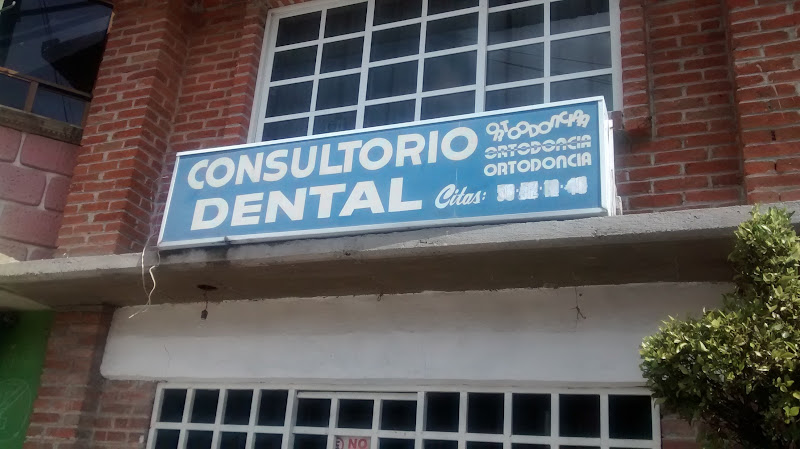 CONSULTORIO
DENTAL
ORTODONCIA
ORTODONCIA
ORTODONCIA
Citas:
NO